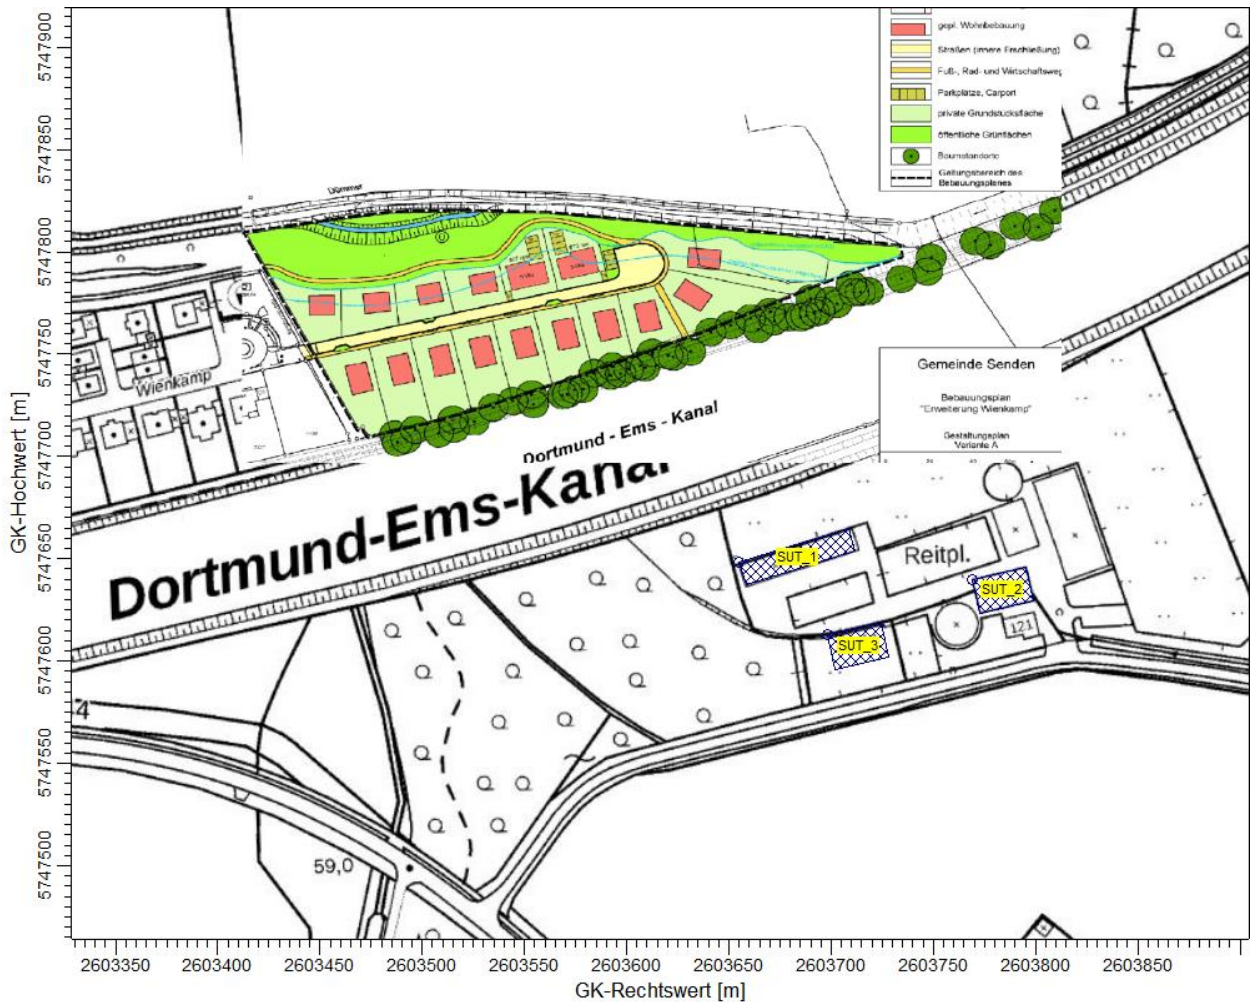 gepl. Wohnbebauung
Straßen (innere Erschließung)
Fuß-, Rad- und Wirtschaftsweg
Parkplätze, Carport
private Grundstücksfläche
öffentliche Grünflächen
Baumstandorte
Geltungsbereich des
Bebauungsplanes
Dümmer
Wienkamp
Gemeinde Senden
Bebauungsplan
"Erweiterung Wienkamp"
Gestaltungsplan
Variante A
Dortmund - Ems - Kanal
Dortmund-Ems-Kanal
Reitpl.
SUT_1
SUT_2
SUT_3
121
4
59,0
GK-Hochwert [m]
5747900
5747850
5747800
5747750
5747700
5747650
5747600
5747550
5747500
2603350 2603400 2603450 2603500 2603550 2603600 2603650 2603700 2603750 2603800 2603850
GK-Rechtswert [m]